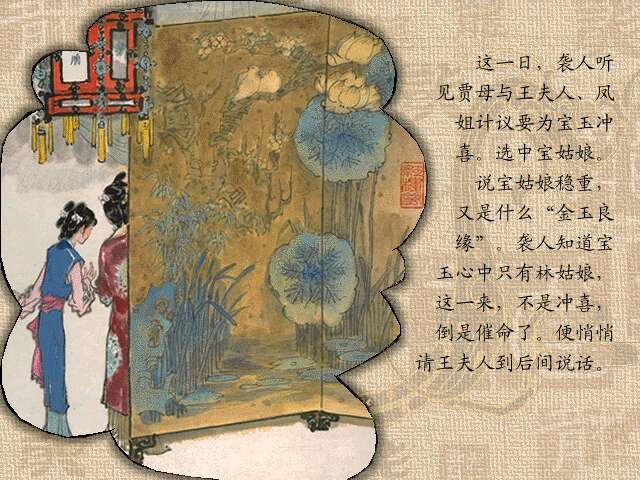 这一日，袭人听
见贾母与王夫人、凤
姐计议要为宝玉冲
喜。选中宝姑娘。
说宝姑娘稳重，
又是什么“金玉良
缘”。袭人知道宝
玉心中只有林姑娘，
这一来，不是冲喜，
倒是催命了。便悄悄
请王夫人到后间说话。